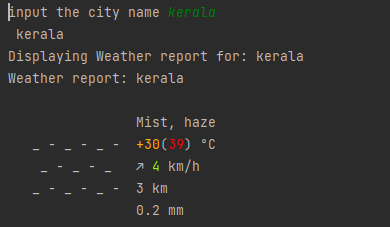 input the city name kerala
kerala
Displaying Weather report for: kerala
Weather report: kerala
Mist, haze
_ - _ - _ - +30(39) °C
_ - _ - _ ↗ 4 km/h
_ - _ - _ - 3 km
0.2 mm